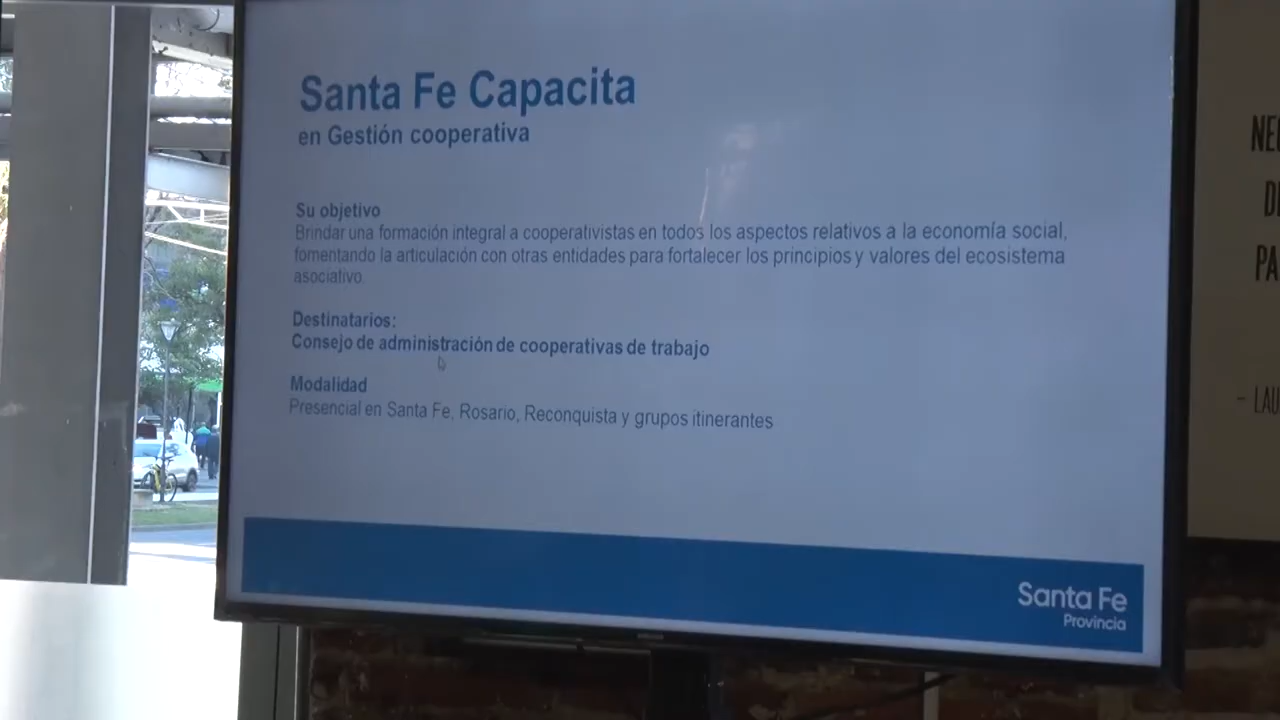 Santa Fe Capacita
en Gestión cooperativa
Su objetivo
Brindar una formación integral a cooperativistas en todos los aspectos relativos a la economía social,
fomentando la articulación con otras entidades para fortalecer los principios y valores del ecosistema
asociativo.
Destinatarios:
Consejo de administración de cooperativas de trabajo
Modalidad
Presencial en Santa Fe, Rosario, Reconquista y grupos itinerantes
Santa Fe
Provincia